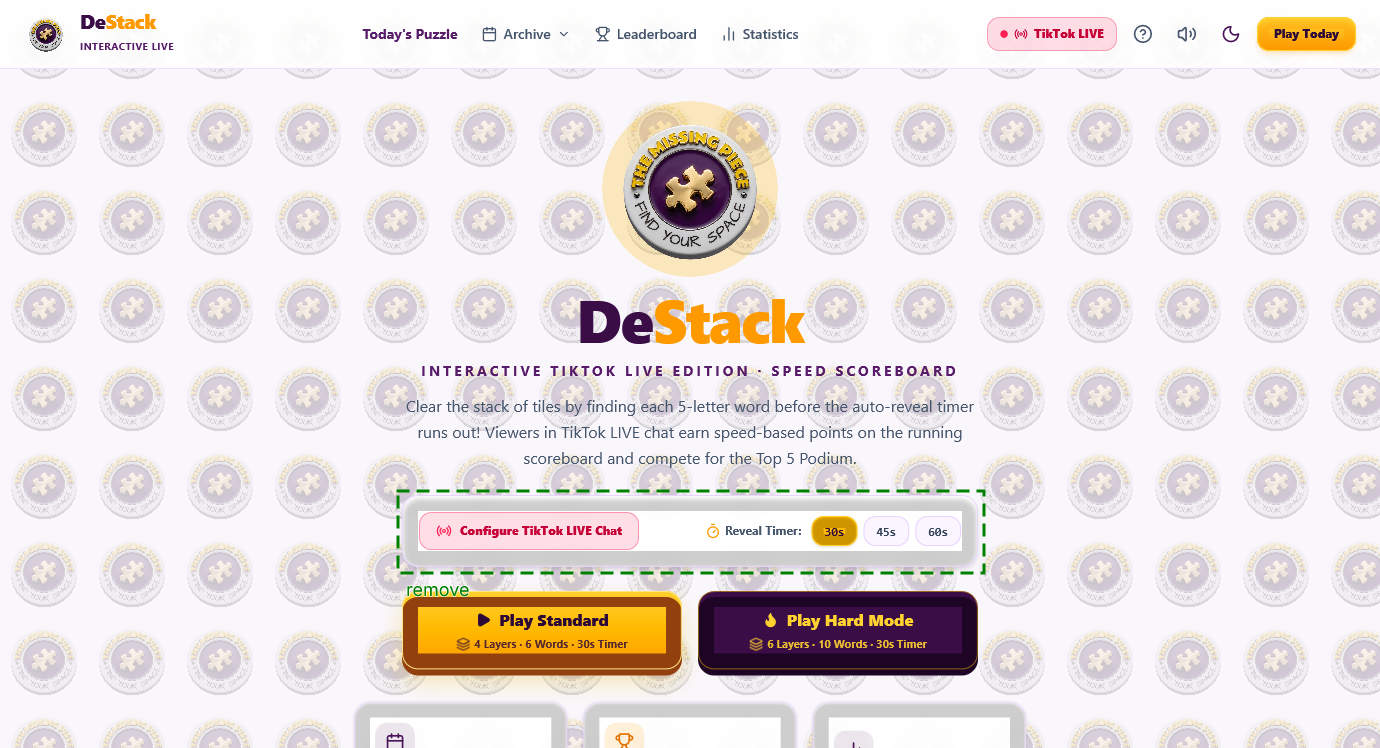 DeStack
INTERACTIVE LIVE
Today's Puzzle
Archive
Leaderboard
Statistics
TikTok LIVE
Play Today
THE MISSING PIECE
FIND YOUR SPACE
DeStack
INTERACTIVE TIKTOK LIVE EDITION · SPEED SCOREBOARD
Clear the stack of tiles by finding each 5-letter word before the auto-reveal timer
runs out! Viewers in TikTok LIVE chat earn speed-based points on the running
scoreboard and compete for the Top 5 Podium.
Configure TikTok LIVE Chat
Reveal Timer:
30s
45s
60s
remove
Play Standard
4 Layers · 6 Words · 30s Timer
Play Hard Mode
6 Layers · 10 Words · 30s Timer